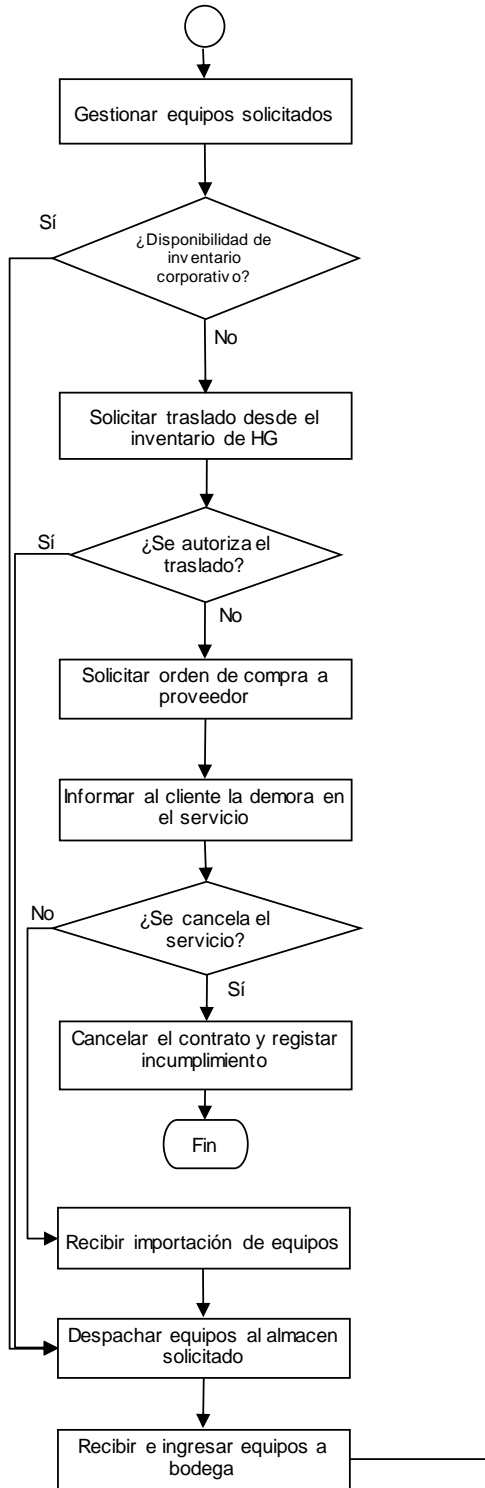 Gestionar equipos solicitados
Sí
¿Disponibilidad de
inventario
corporativo?
No
Solicitar traslado desde el
inventario de HG
Sí
¿Se autoriza el
traslado?
No
Solicitar orden de compra a
proveedor
Informar al cliente la demora en
el servicio
No
¿Se cancela el
servicio?
Sí
Cancelar el contrato y registar
incumplimiento
Fin
Recibir importación de equipos
Despachar equipos al almacen
solicitado
Recibir e ingresar equipos a
bodega